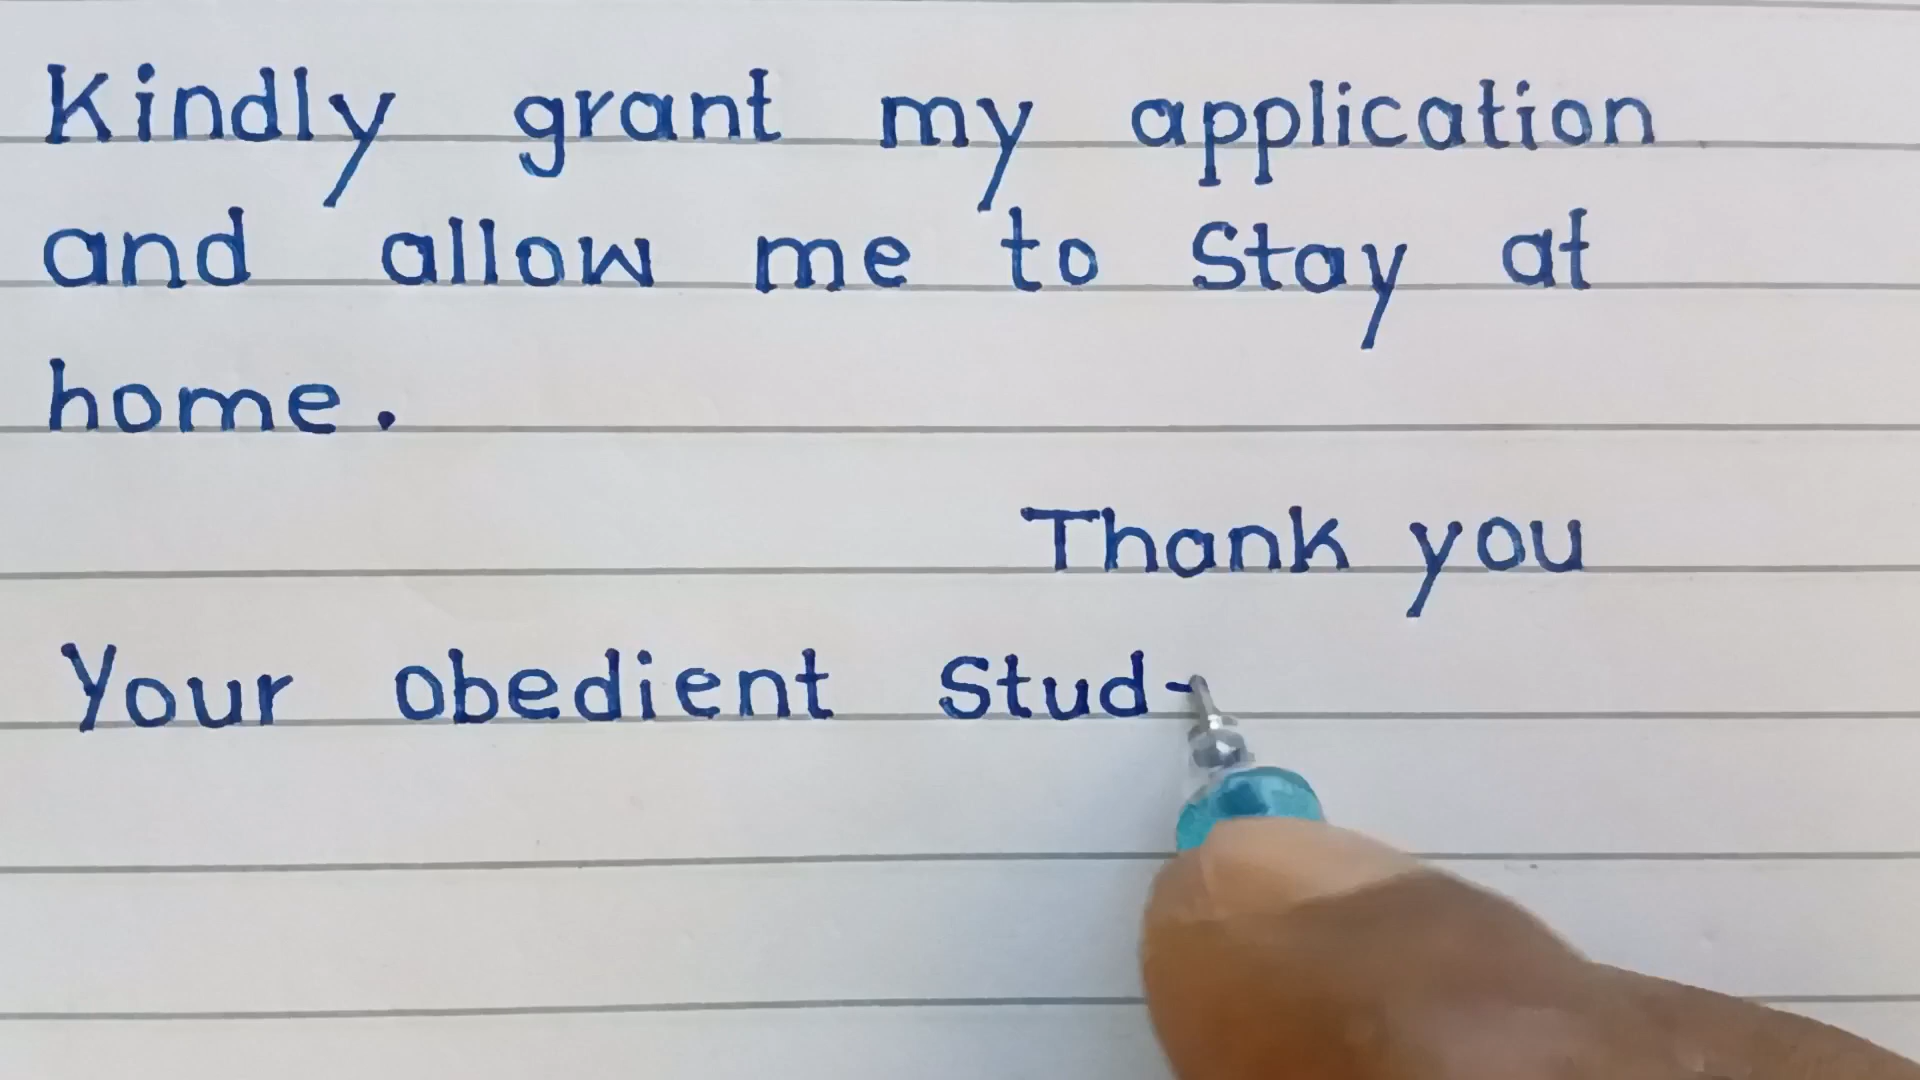 Kindly grant my application
and allow me to Stay at
home.
Thank you
Your obedient Stud-